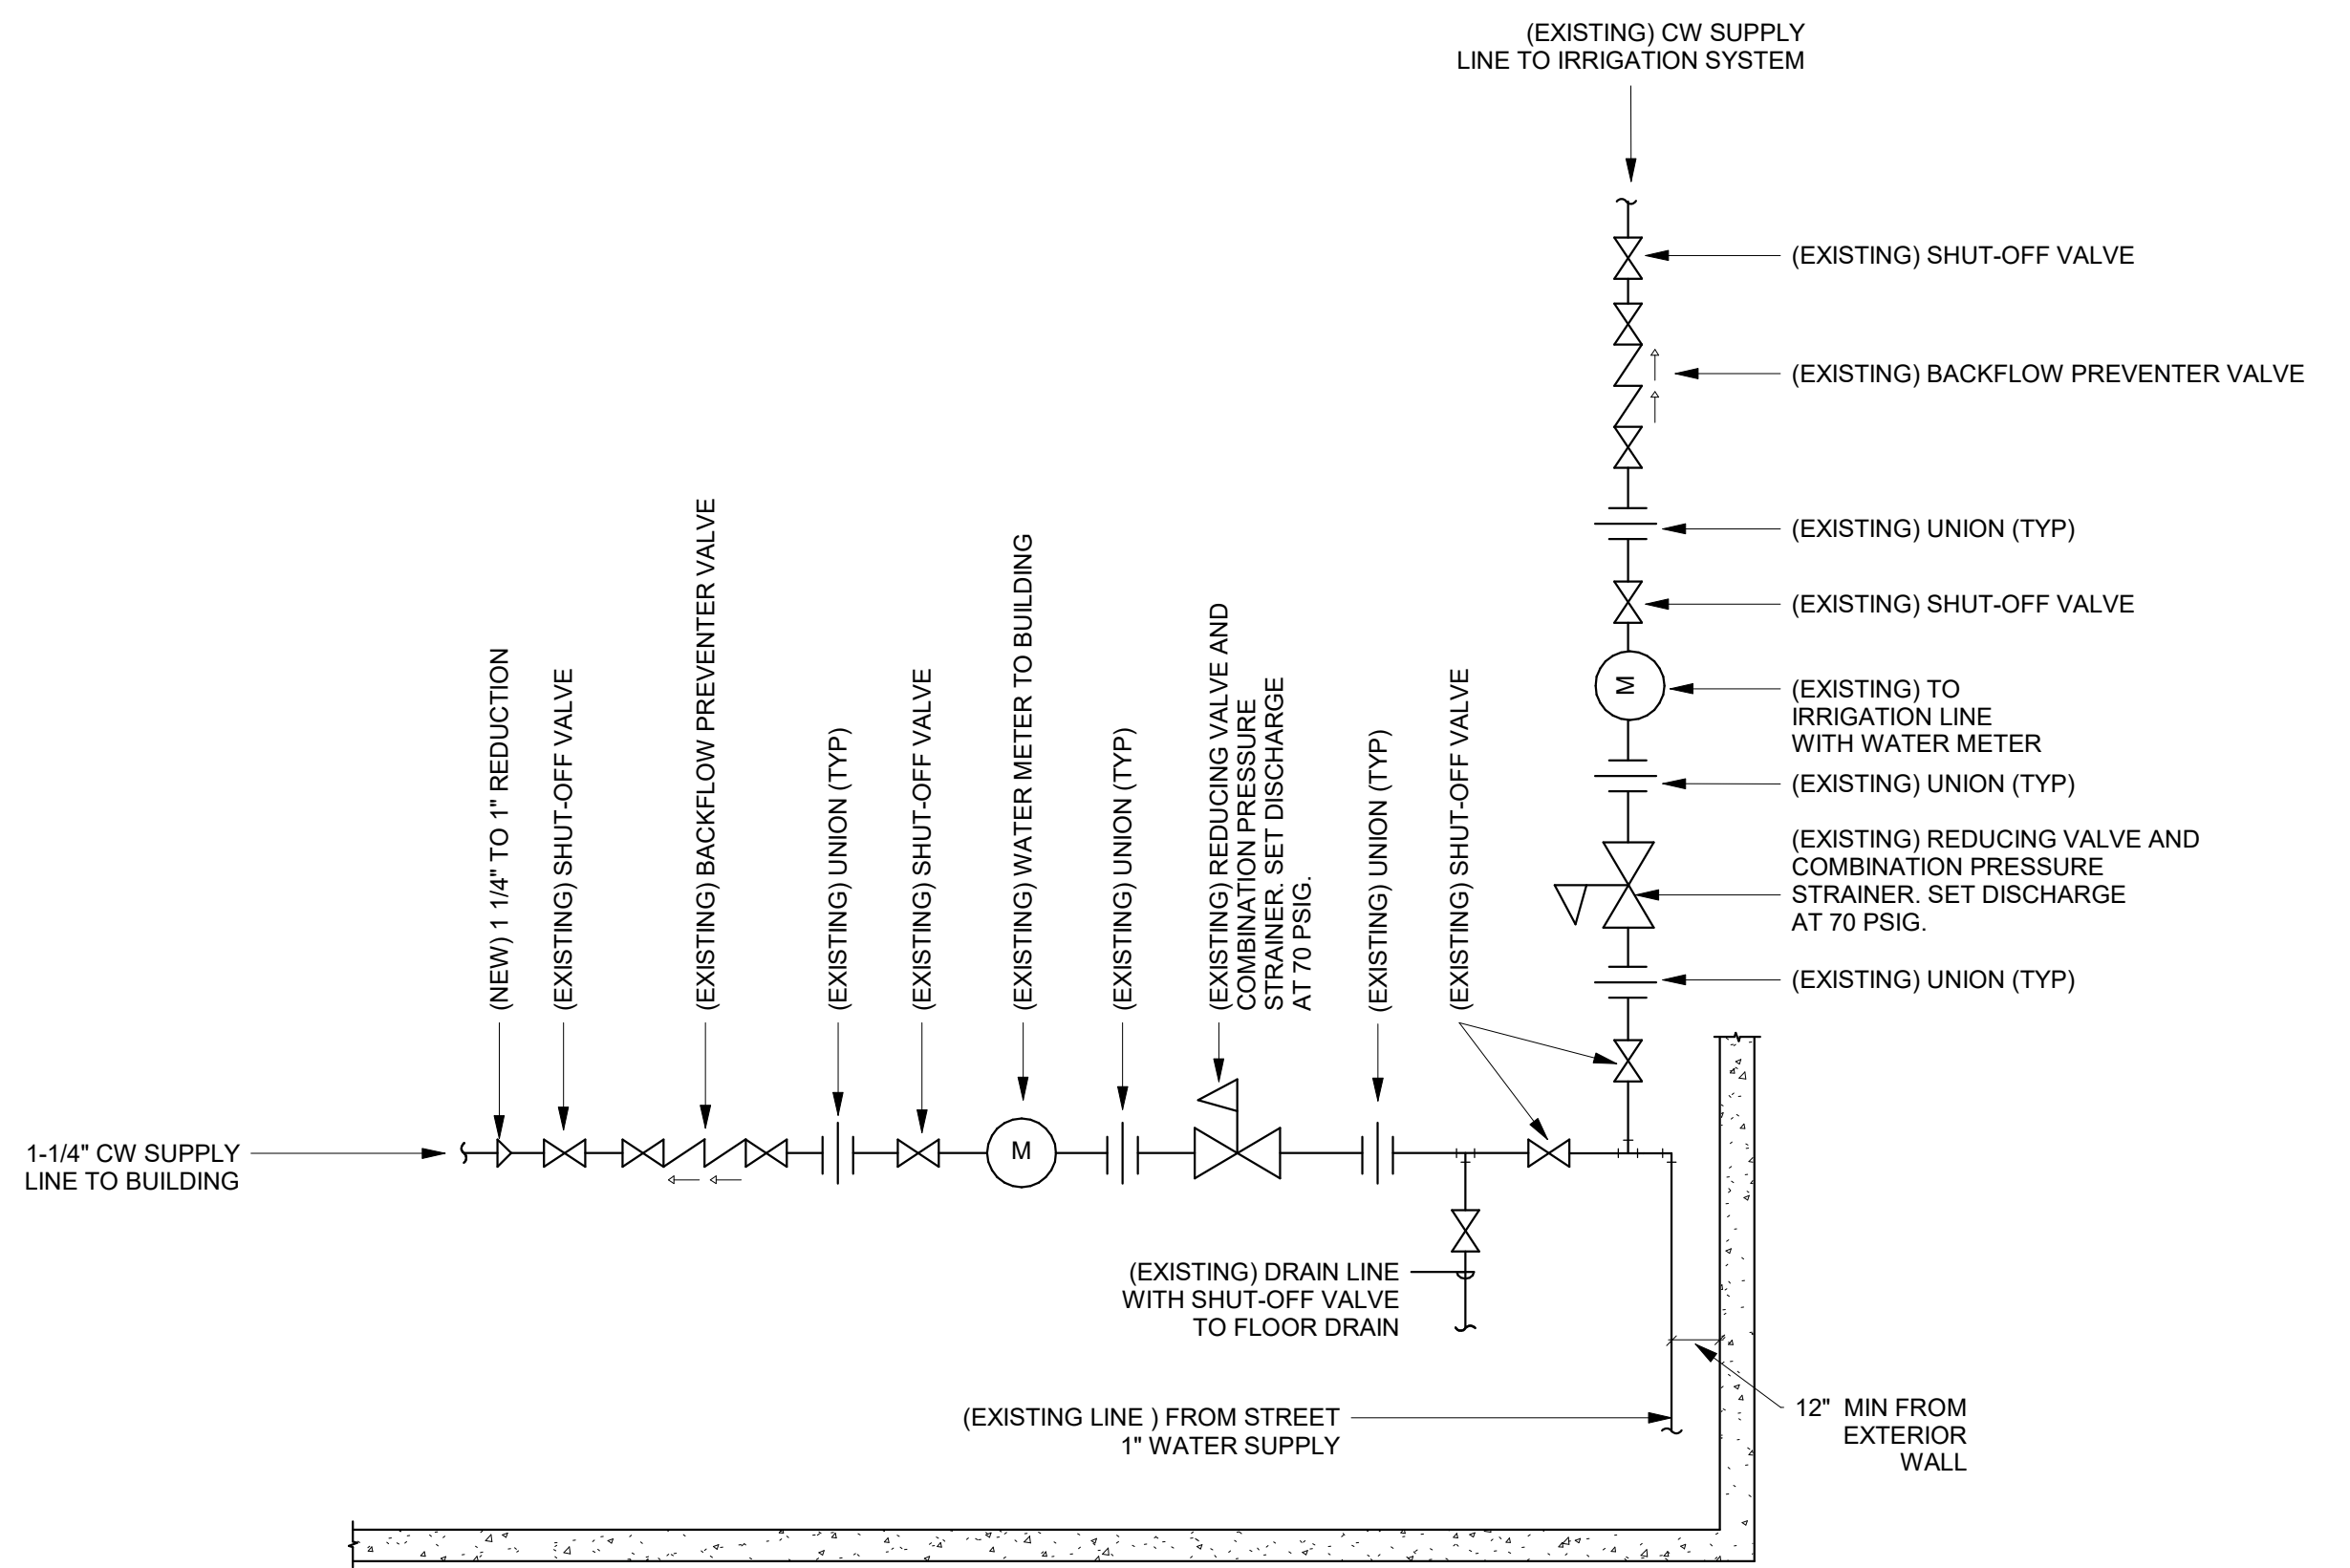 (EXISTING) CW SUPPLY
LINE TO IRRIGATION SYSTEM
(EXISTING) SHUT-OFF VALVE
(EXISTING) BACKFLOW PREVENTER VALVE
(EXISTING) UNION (TYP)
(EXISTING) SHUT-OFF VALVE
M
(EXISTING) TO
IRRIGATION LINE
WITH WATER METER
(EXISTING) UNION (TYP)
(EXISTING) REDUCING VALVE AND
COMBINATION PRESSURE
STRAINER. SET DISCHARGE
AT 70 PSIG.
(EXISTING) UNION (TYP)
(NEW) 1 1/4" TO 1" REDUCTION
(EXISTING) SHUT-OFF VALVE
(EXISTING) BACKFLOW PREVENTER VALVE
(EXISTING) UNION (TYP)
(EXISTING) SHUT-OFF VALVE
(EXISTING) WATER METER TO BUILDING
(EXISTING) UNION (TYP)
(EXISTING) REDUCING VALVE AND
COMBINATION PRESSURE
STRAINER. SET DISCHARGE
AT 70 PSIG.
(EXISTING) UNION (TYP)
(EXISTING) SHUT-OFF VALVE
1-1/4" CW SUPPLY
LINE TO BUILDING
M
(EXISTING) DRAIN LINE
WITH SHUT-OFF VALVE
TO FLOOR DRAIN
(EXISTING LINE ) FROM STREET
1" WATER SUPPLY
12" MIN FROM
EXTERIOR
WALL